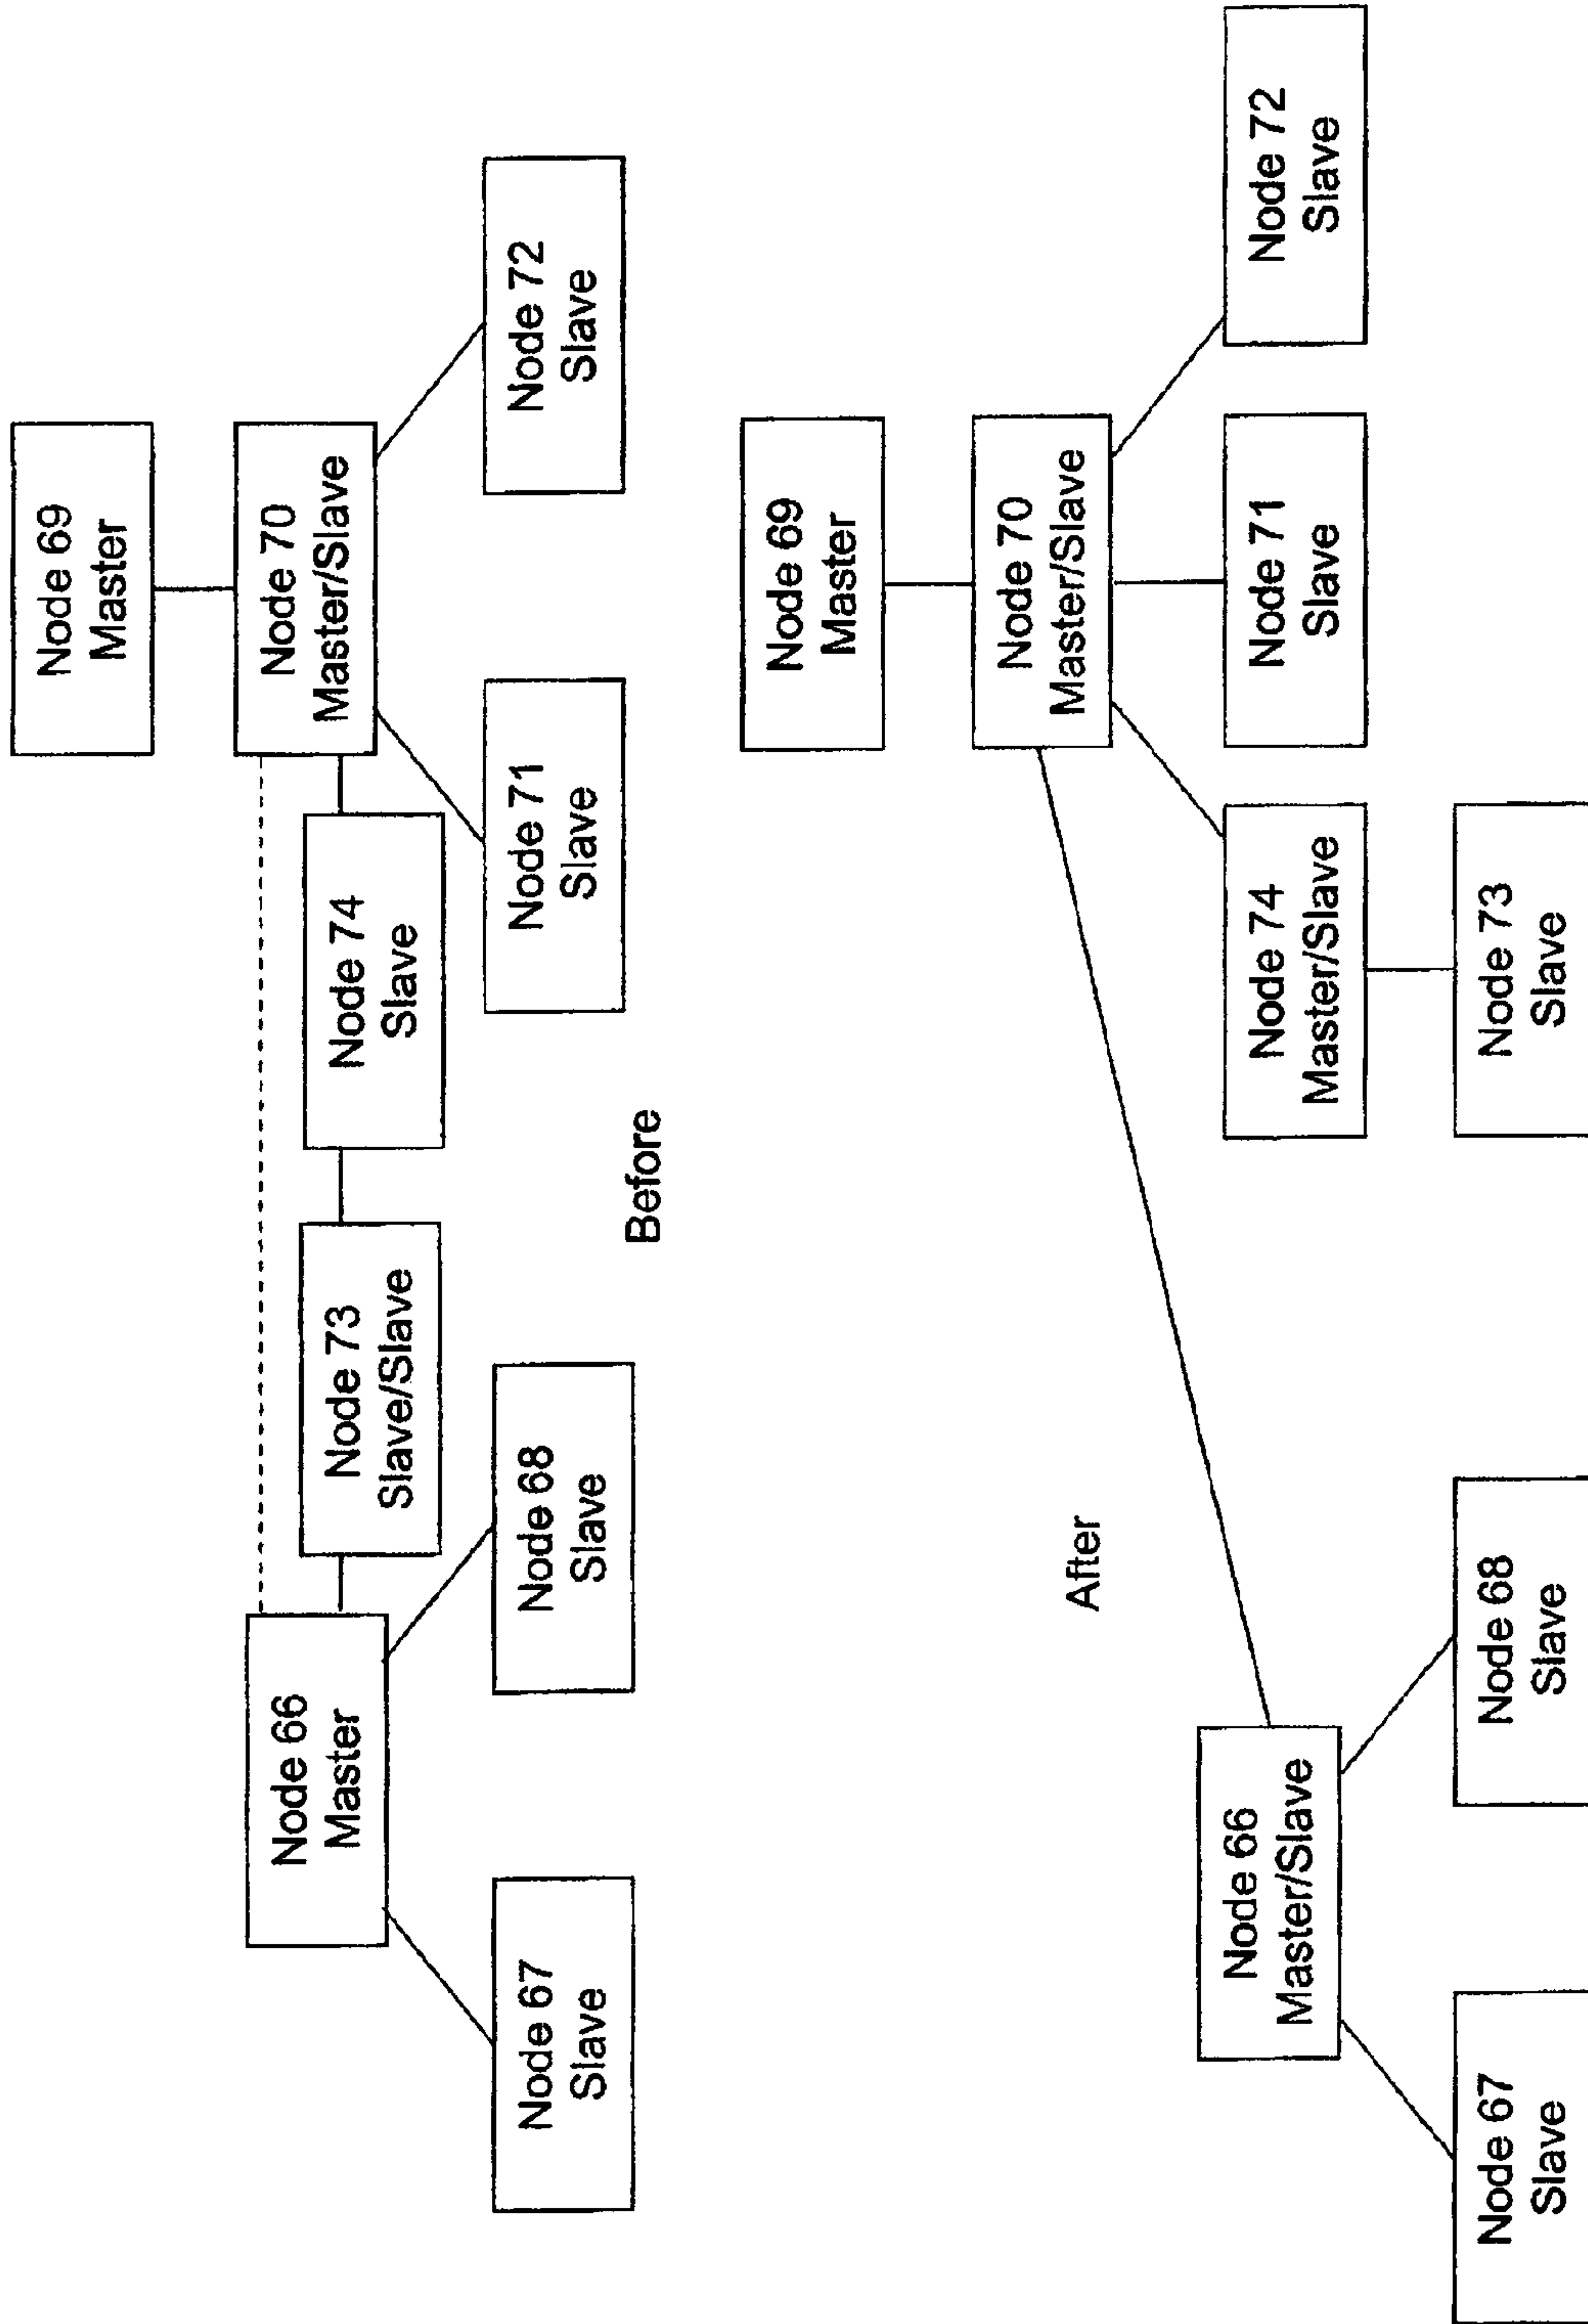 Node 69
Master
Node 66
Master
Node 73
Slave/Slave
Node 74
Slave
Node 70
Master/Slave
Node 67
Slave
Node 68
Slave
Node 71
Slave
Node 72
Slave
Before
Node 69
Master
After
Node 70
Master/Slave
Node 66
Master/Slave
Node 74
Master/Slave
Node 71
Slave
Node 72
Slave
Node 67
Slave
Node 68
Slave
Node 73
Slave